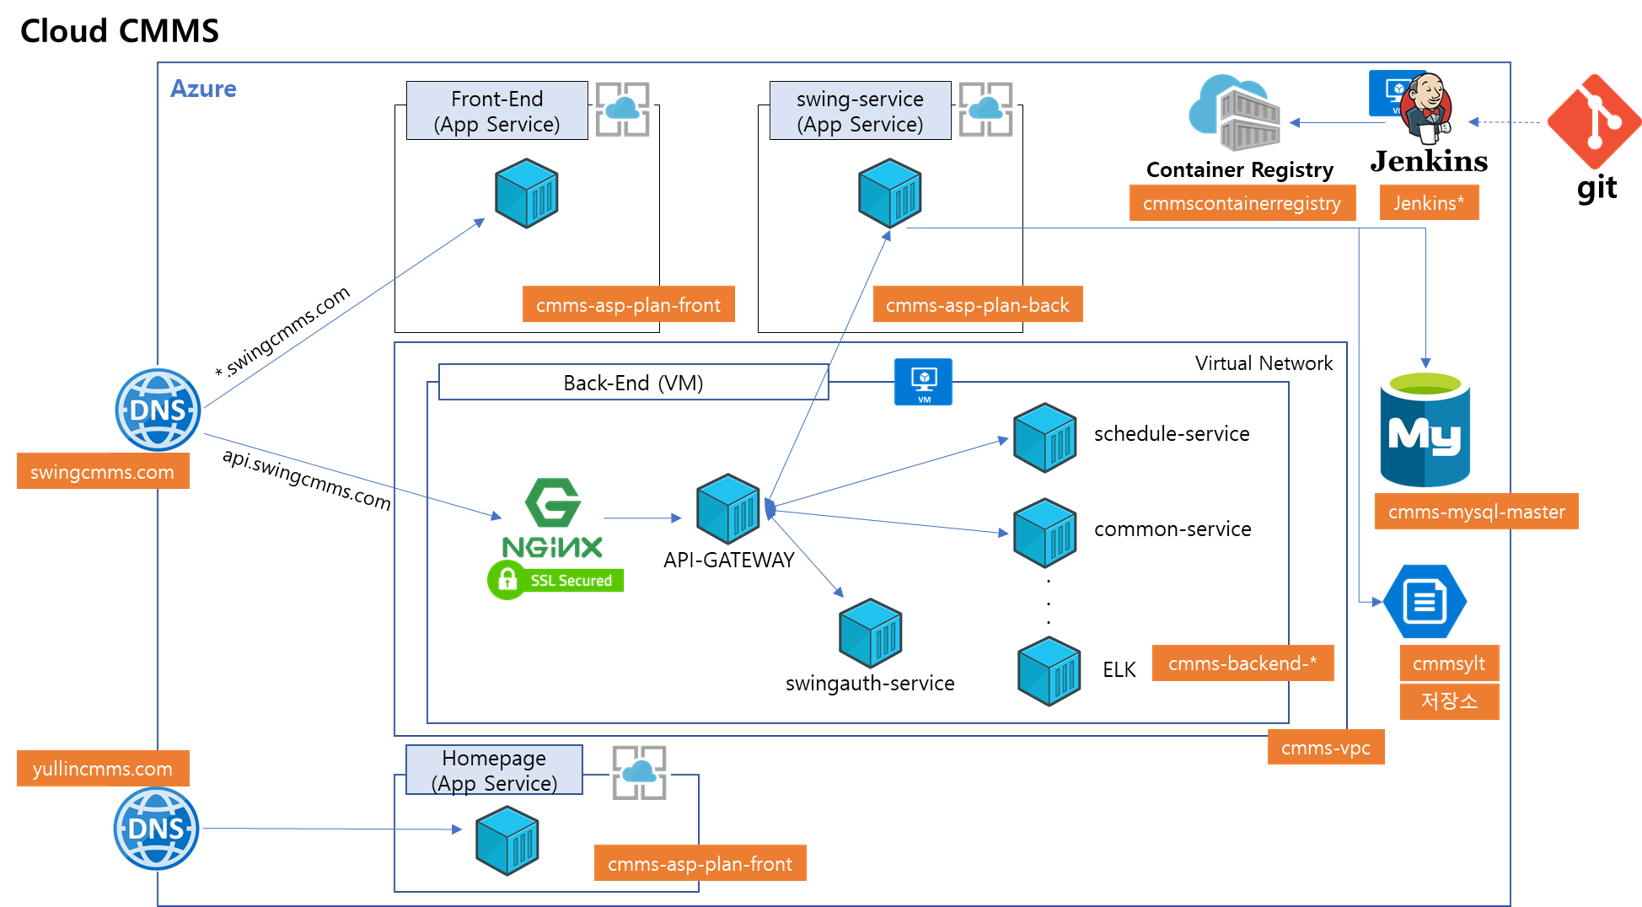 Cloud CMMS
Azure
Front-End
(App Service)
swing-service
(App Service)
Container Registry
cmmscontainerregistry
VM
Jenkins
Jenkins*
git
cmms-asp-plan-front
cmms-asp-plan-back
*.swingcmms.com
Virtual Network
Back-End (VM)
VM
DNS
swingcmms.com
api.swingcmms.com
NGINX
SSL Secured
API-GATEWAY
schedule-service
common-service
.
.
.
swingauth-service
ELK
cmms-backend-*
My
cmms-mysql-master
cmmsylt
저장소
cmms-vpc
yullincmms.com
DNS
Homepage
(App Service)
cmms-asp-plan-front